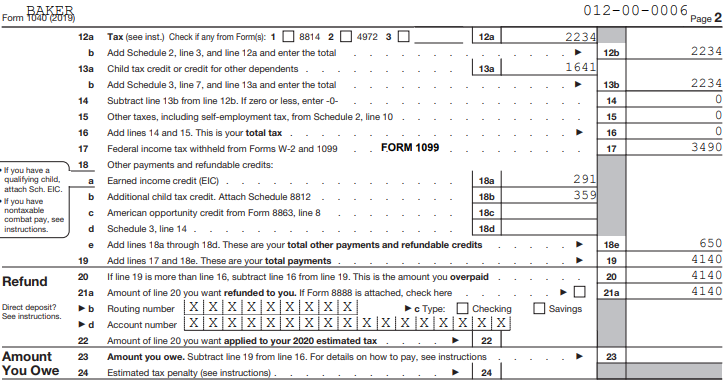 BAKER 012-00-0006
Form 1040 (2019) Page 2
12a Tax (see inst.) Check if any from Form(s): 1 8814 2 4972 3 12a 2234
b Add Schedule 2, line 3, and line 12a and enter the total 12b 2234
13a Child tax credit or credit for other dependents 13a 1641
b Add Schedule 3, line 7, and line 13a and enter the total 13b 2234
14 Subtract line 13b from line 12b. If zero or less, enter -0- 14 0
15 Other taxes, including self-employment tax, from Schedule 2, line 10 15 0
16 Add lines 14 and 15. This is your total tax 16 0
17 Federal income tax withheld from Forms W-2 and 1099 FORM 1099 17 3490
18 Other payments and refundable credits:
• If you have a
qualifying child,
attach Sch. EIC.
• If you have
nontaxable
combat pay, see
instructions.
a Earned income credit (EIC) 18a 291
b Additional child tax credit. Attach Schedule 8812 18b 359
c American opportunity credit from Form 8863, line 8 18c
d Schedule 3, line 14 18d
e Add lines 18a through 18d. These are your total other payments and refundable credits 18e 650
19 Add lines 17 and 18e. These are your total payments 19 4140
Refund 20 If line 19 is more than line 16, subtract line 16 from line 19. This is the amount you overpaid 20 4140
21a Amount of line 20 you want refunded to you. If Form 8888 is attached, check here 21a 4140
Direct deposit?
See instructions.
b Routing number X X X X X X X X X c Type: Checking Savings
d Account number X X X X X X X X X X X X X X X X X
22 Amount of line 20 you want applied to your 2020 estimated tax 22
Amount
You Owe
23 Amount you owe. Subtract line 19 from line 16. For details on how to pay, see instructions 23
24 Estimated tax penalty (see instructions) 24